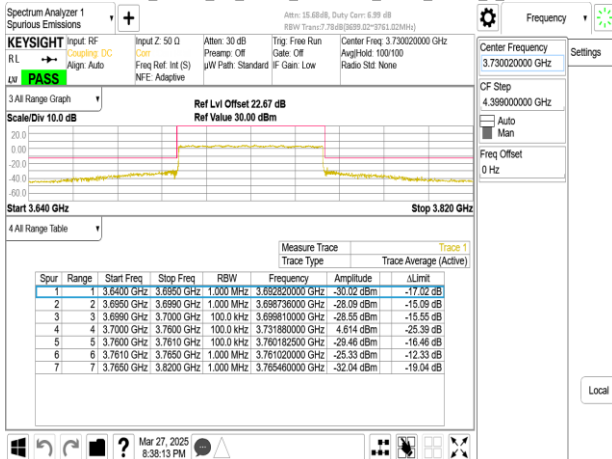 Spectrum Analyzer 1
Spurious Emissions
Attn: 15.68dB, Duty Corr: 6.99 dB
RBW Trans:7.78dB(3699.02~3761.02MHz)
Frequency
KEYSIGHT
RL
LXI PASS
Input: RF
Coupling: DC
Align: Auto
Input Z: 50 Ω
Corr
Freq Ref: Int (S)
NFE: Adaptive
Atten: 30 dB
Preamp: Off
µW Path: Standard
Trig: Free Run
Gate: Off
IF Gain: Low
Center Freq: 3.730020000 GHz
Avg|Hold: 100/100
Radio Std: None
Center Frequency
3.730020000 GHz
Settings
CF Step
4.399000000 GHz
Auto
Man
Freq Offset
0 Hz
3 All Range Graph
Scale/Div 10.0 dB
Ref Lvl Offset 22.67 dB
Ref Value 30.00 dBm
20.0
0.00
-20.0
-40.0
-60.0
Start 3.640 GHz
Stop 3.820 GHz
4 All Range Table
Measure Trace Trace 1
Trace Type Trace Average (Active)
Spur Range Start Freq Stop Freq RBW Frequency Amplitude ΔLimit
1 1 3.6400 GHz 3.6950 GHz 1.000 MHz 3.692820000 GHz -30.02 dBm -17.02 dB
2 2 3.6950 GHz 3.6990 GHz 1.000 MHz 3.698736000 GHz -28.09 dBm -15.09 dB
3 3 3.6990 GHz 3.7000 GHz 100.0 kHz 3.699810000 GHz -28.55 dBm -15.55 dB
4 4 3.7000 GHz 3.7600 GHz 100.0 kHz 3.731880000 GHz 4.614 dBm -25.39 dB
5 5 3.7600 GHz 3.7610 GHz 100.0 kHz 3.760182500 GHz -29.46 dBm -16.46 dB
6 6 3.7610 GHz 3.7650 GHz 1.000 MHz 3.761020000 GHz -25.33 dBm -12.33 dB
7 7 3.7650 GHz 3.8200 GHz 1.000 MHz 3.765460000 GHz -32.04 dBm -19.04 dB
Local
?
Mar 27, 2025
8:38:13 PM